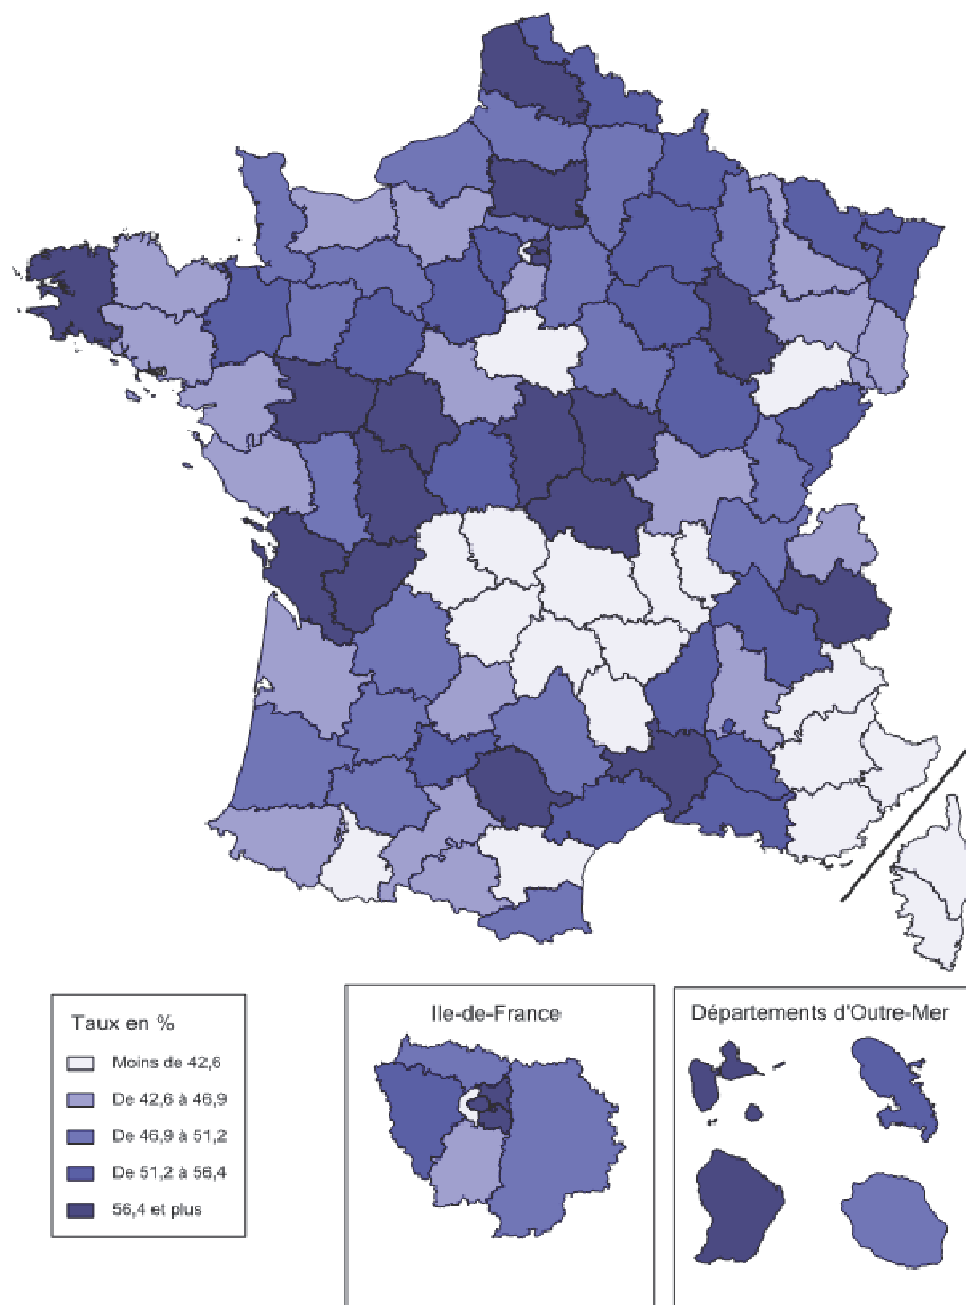 Taux en %
Moins de 42,6
De 42,6 à 46,9
De 46,9 à 51,2
De 51,2 à 56,4
56,4 et plus
Ile-de-France
Départements d'Outre-Mer